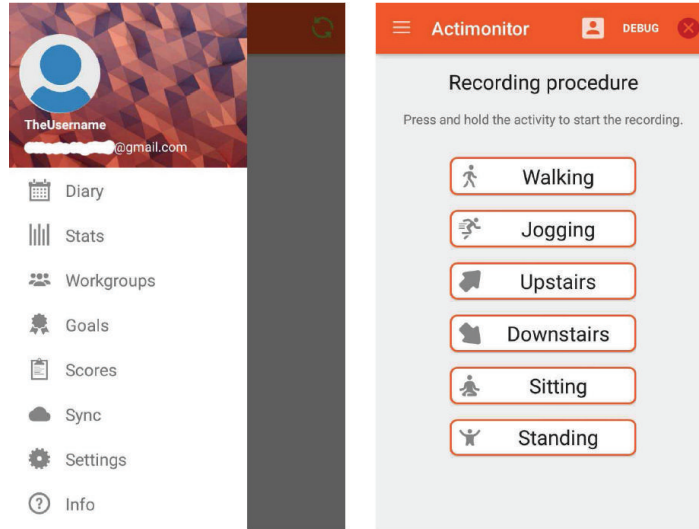 TheUsername
@gmail.com
Diary
Stats
Workgroups
Goals
Scores
Sync
Settings
Info
Actimonitor DEBUG
Recording procedure
Press and hold the activity to start the recording.
Walking
Jogging
Upstairs
Downstairs
Sitting
Standing